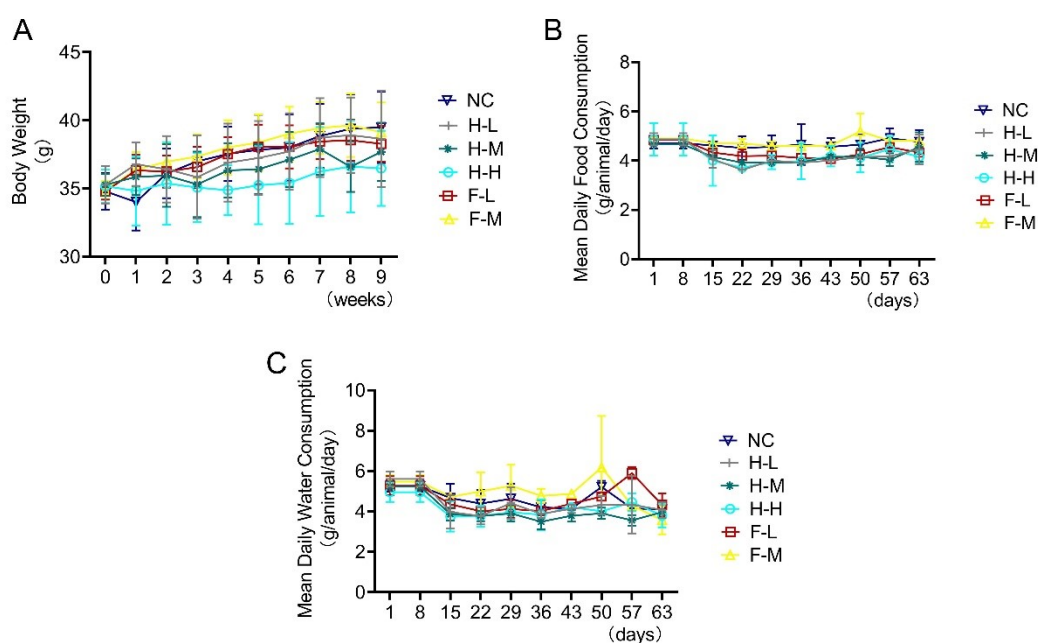 A
Body Weight
(g)
45
40
35
30
0 1 2 3 4 5 6 7 8 9
(weeks)
NC
H-L
H-M
H-H
F-L
F-M
B
Mean Daily Food Consumption
(g/animal/day)
8
6
4
2
0
1 8 15 22 29 36 43 50 57 63
(days)
NC
H-L
H-M
H-H
F-L
F-M
C
Mean Daily Water Consumption
(g/animal/day)
10
8
6
4
2
0
1 8 15 22 29 36 43 50 57 63
(days)
NC
H-L
H-M
H-H
F-L
F-M